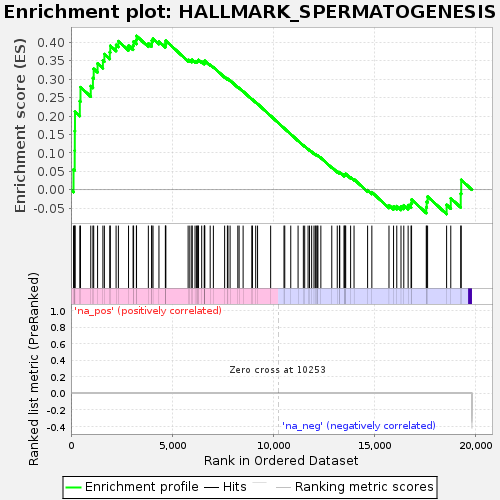 Enrichment plot: HALLMARK_SPERMATOGENESIS
Enrichment score (ES)
0.40
0.35
0.30
0.25
0.20
0.15
0.10
0.05
0.00
-0.05
'na_pos' (positively correlated)
Ranked list metric (PreRanked)
1.0
0.8
0.6
0.4
0.2
0.0
-0.2
-0.4
Zero cross at 10253
'na_neg' (negatively correlated)
0
5,000
10,000
15,000
20,000
Rank in Ordered Dataset
Enrichment profile
Hits
Ranking metric scores